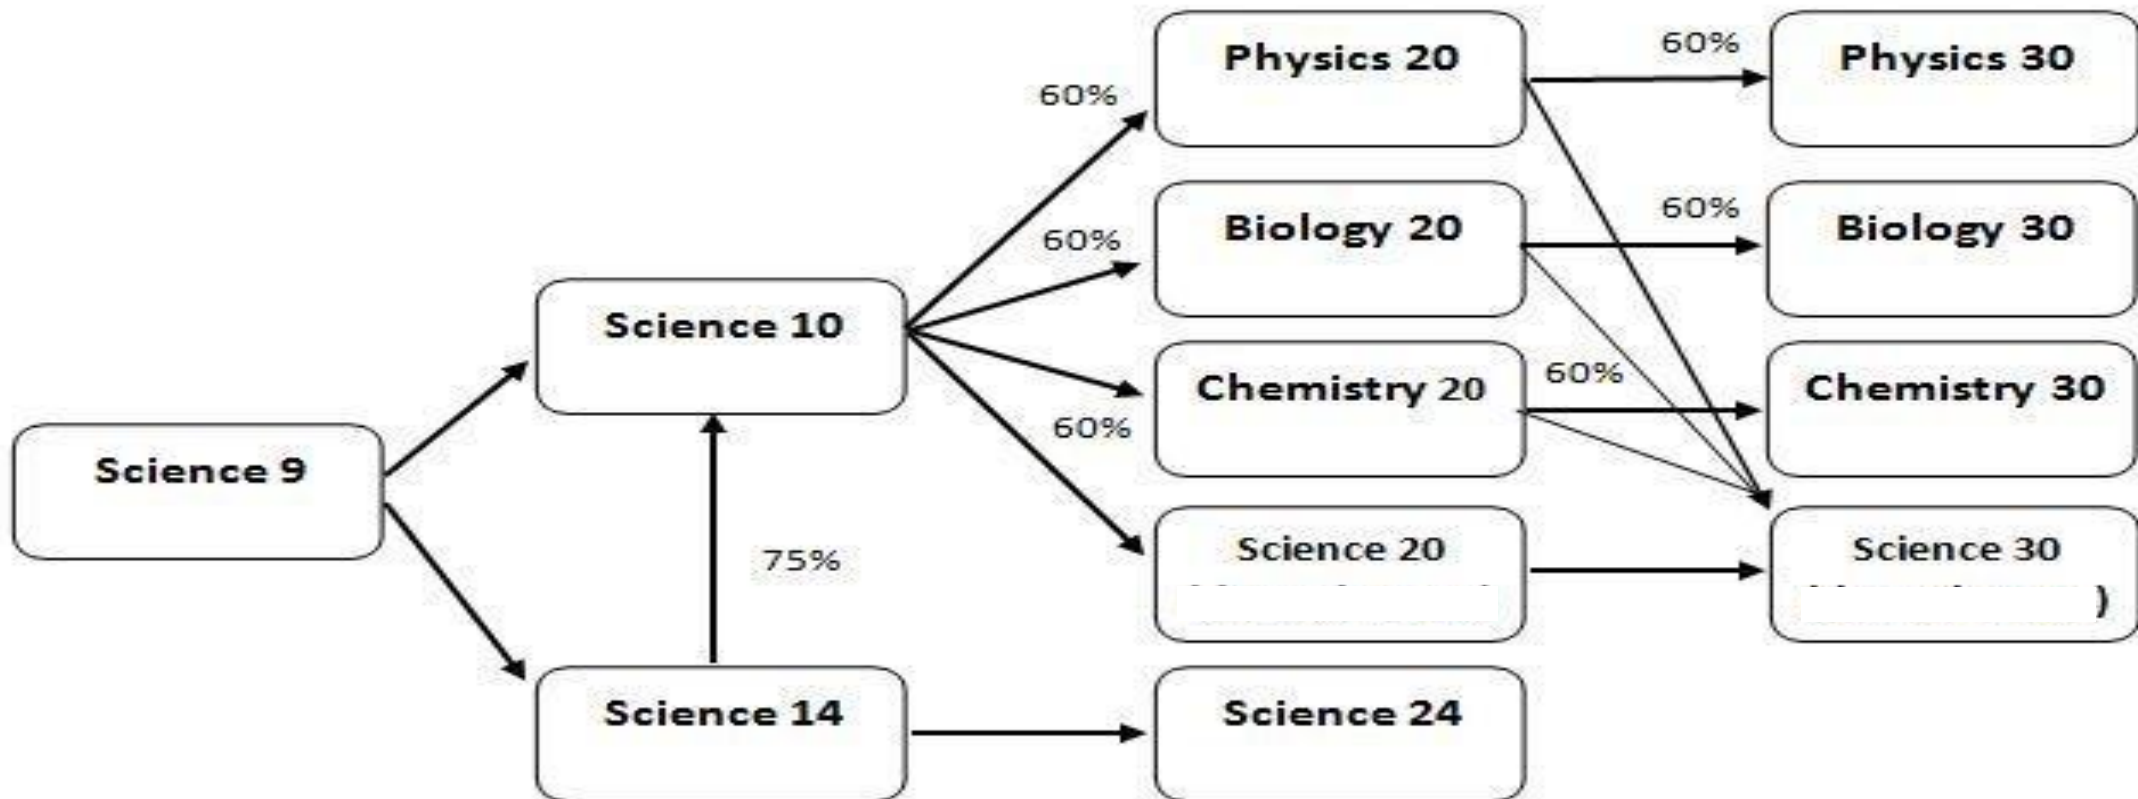 Physics 20
60%
Physics 30
60%
Biology 20
60%
Biology 30
60%
Science 10
Chemistry 20
60%
Chemistry 30
60%
Science 9
Science 20
Science 30
)
75%
Science 14
Science 24